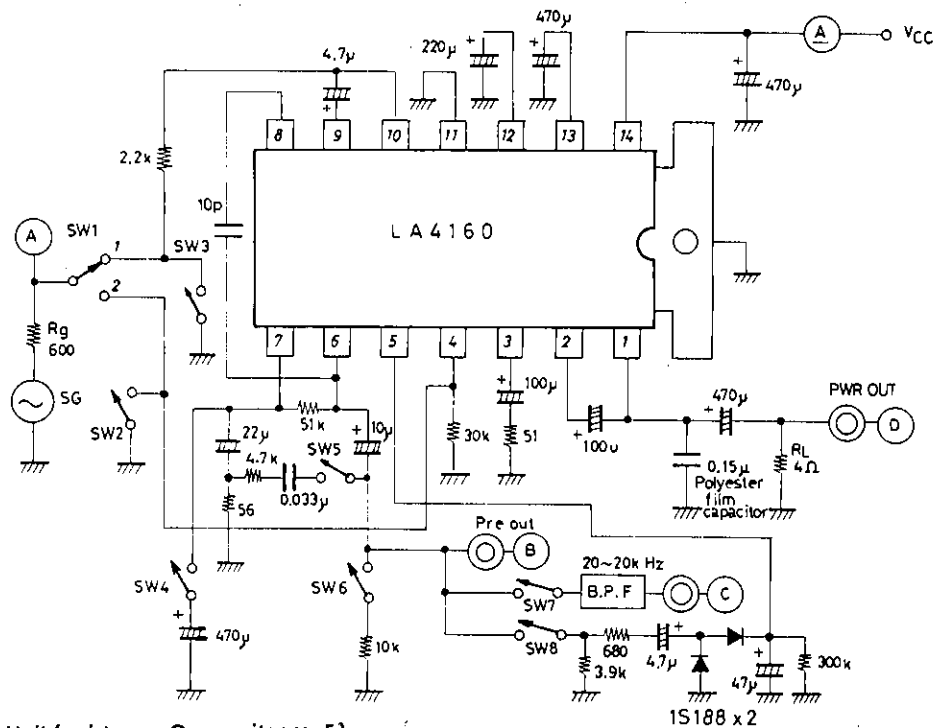 470μ
A
VCC
4.7μ
220μ
470μ
8
9
10
11
12
13
14
2.2k
10p
LA4160
A
SW1
1
2
SW3
Rg
600
SG
SW2
7
6
5
4
3
2
1
51k
22μ
10μ
4.7k
SW5
0.033μ
56
30k
100μ
51
100μ
470μ
PWR OUT
D
0.15μ
Polyester
film
capacitor
RL
4Ω
Pre out
B
SW4
SW6
20~20k Hz
SW7
B.P.F
C
SW8
470μ
10k
3.9k
680
4.7μ
47μ
300k
1S188 x 2